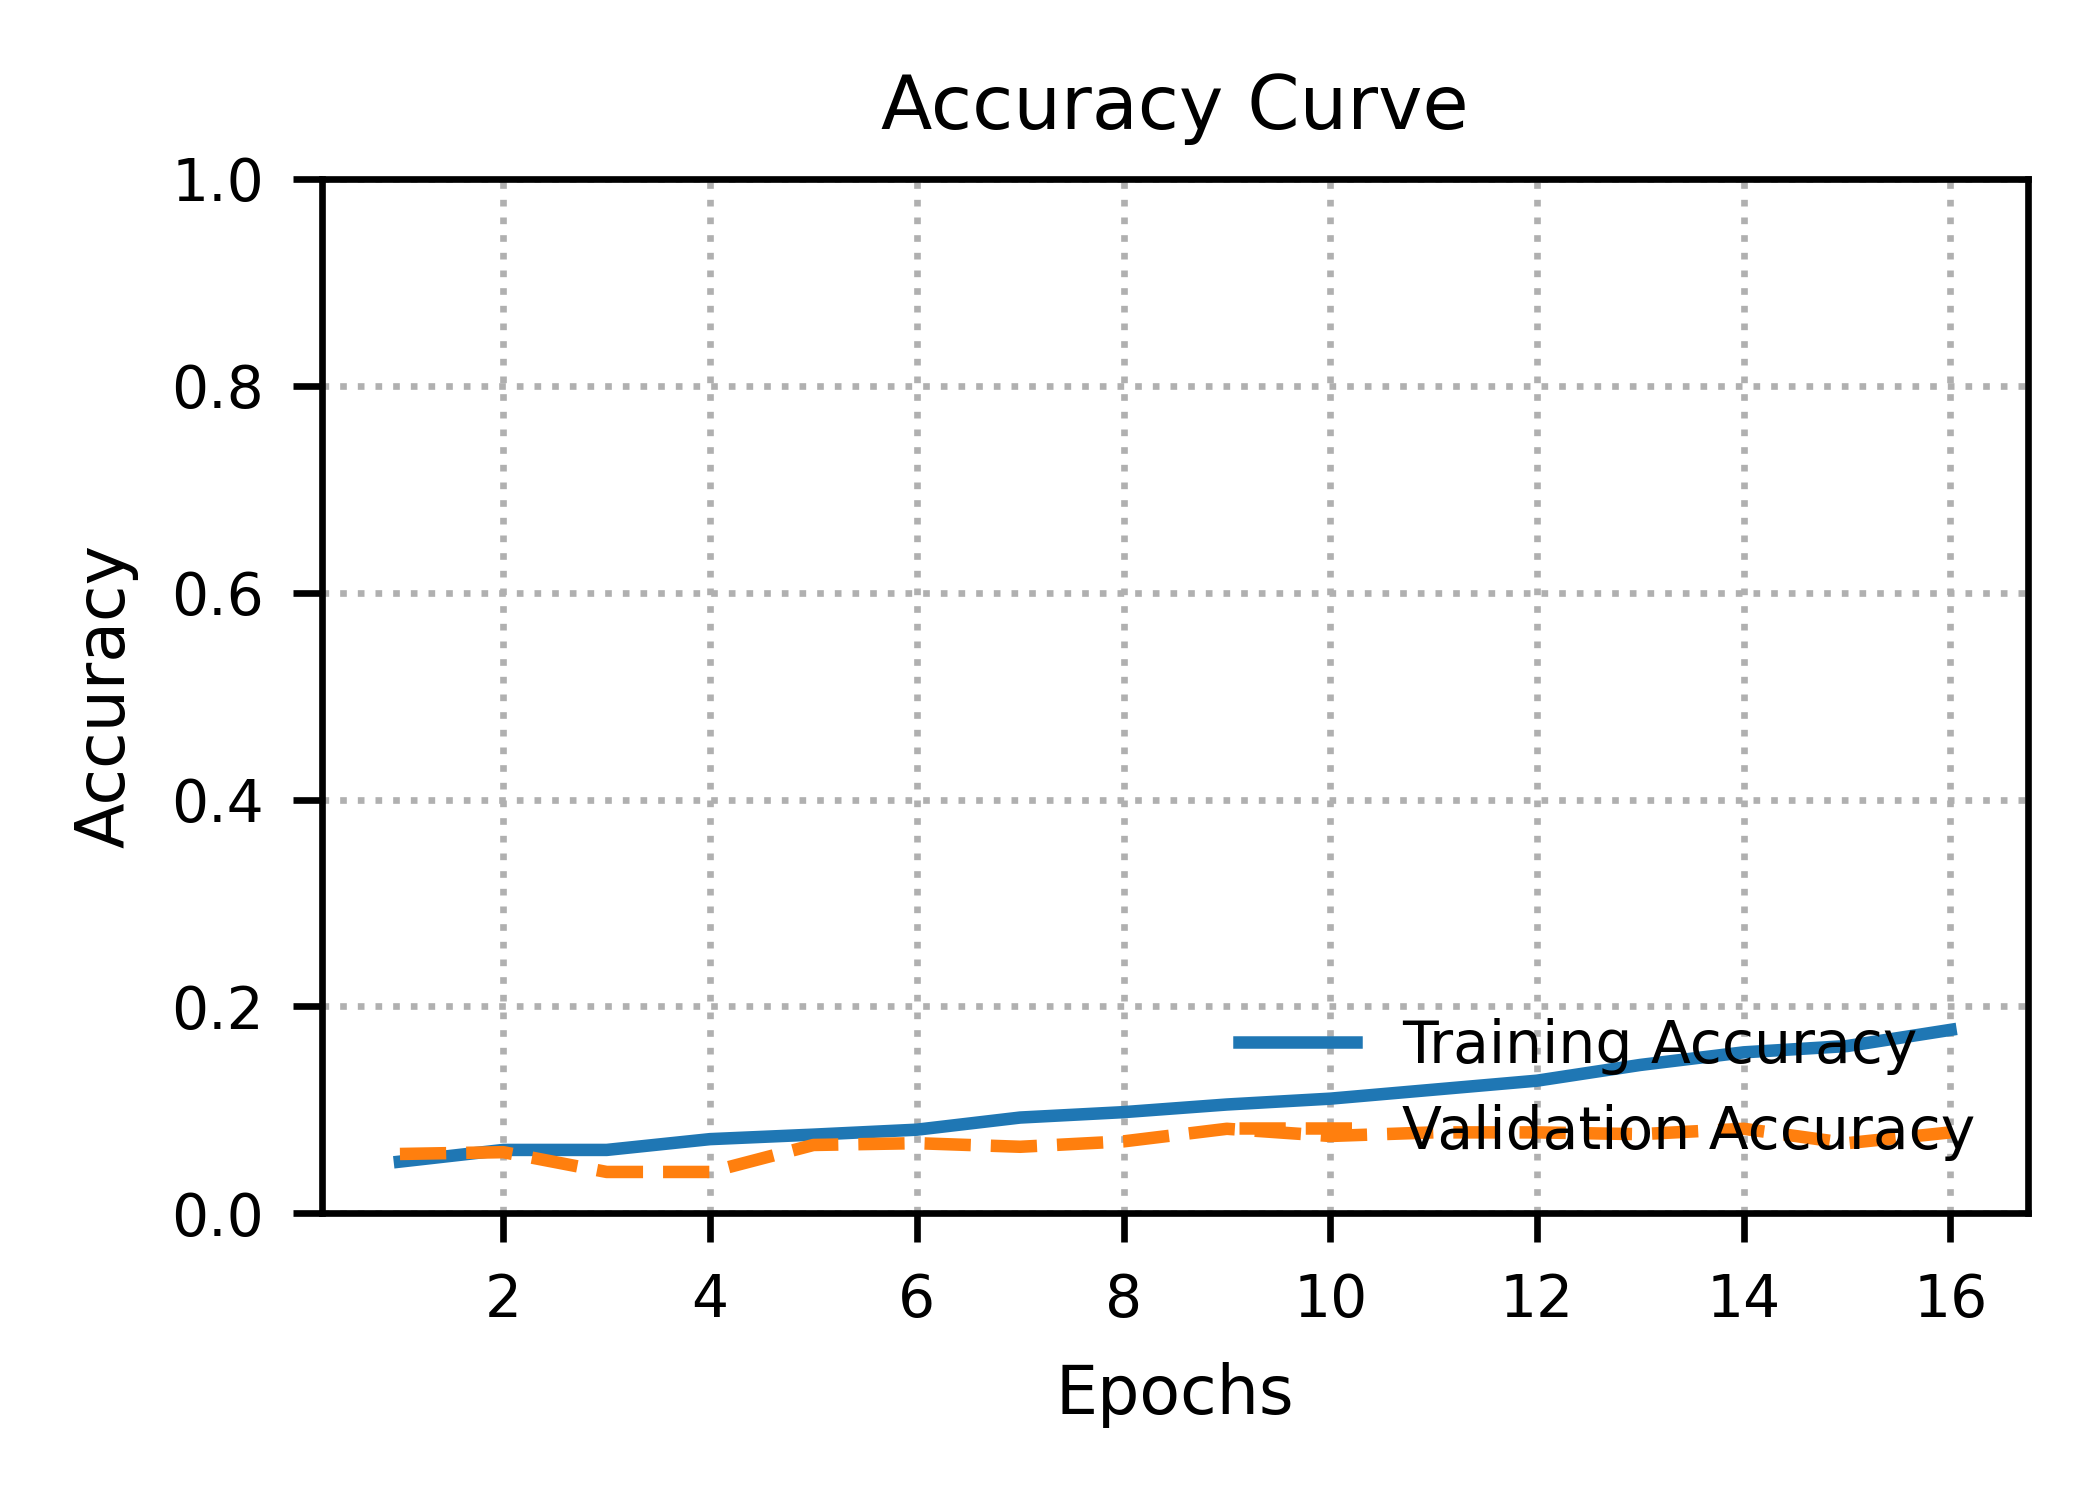 Accuracy Curve
1.0
0.8
0.6
0.4
0.2
0.0
Accuracy
Training Accuracy
Validation Accuracy
2 4 6 8 10 12 14 16
Epochs